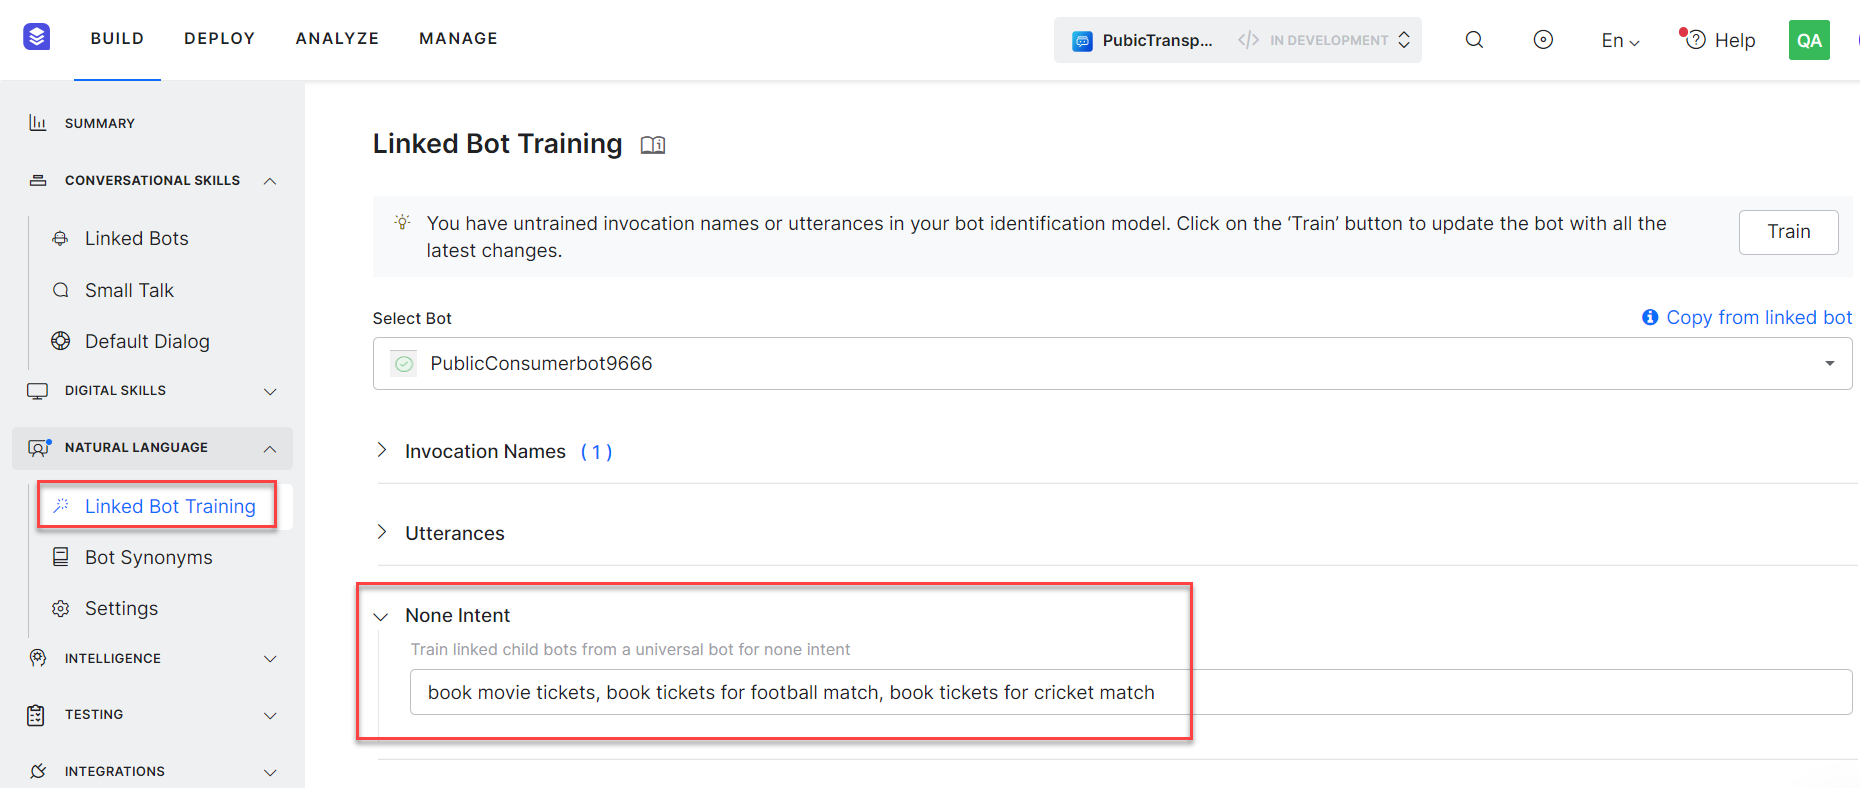 BUILD DEPLOY ANALYZE MANAGE PubicTransp... </> IN DEVELOPMENT En Help QA
SUMMARY
CONVERSATIONAL SKILLS
Linked Bots
Small Talk
Default Dialog
DIGITAL SKILLS
NATURAL LANGUAGE
Linked Bot Training
Bot Synonyms
Settings
INTELLIGENCE
TESTING
INTEGRATIONS
Linked Bot Training
You have untrained invocation names or utterances in your bot identification model. Click on the ‘Train’ button to update the bot with all the
latest changes.
Train
Select Bot
Copy from linked bot
PublicConsumerbot9666
Invocation Names ( 1 )
Utterances
None Intent
Train linked child bots from a universal bot for none intent
book movie tickets, book tickets for football match, book tickets for cricket match